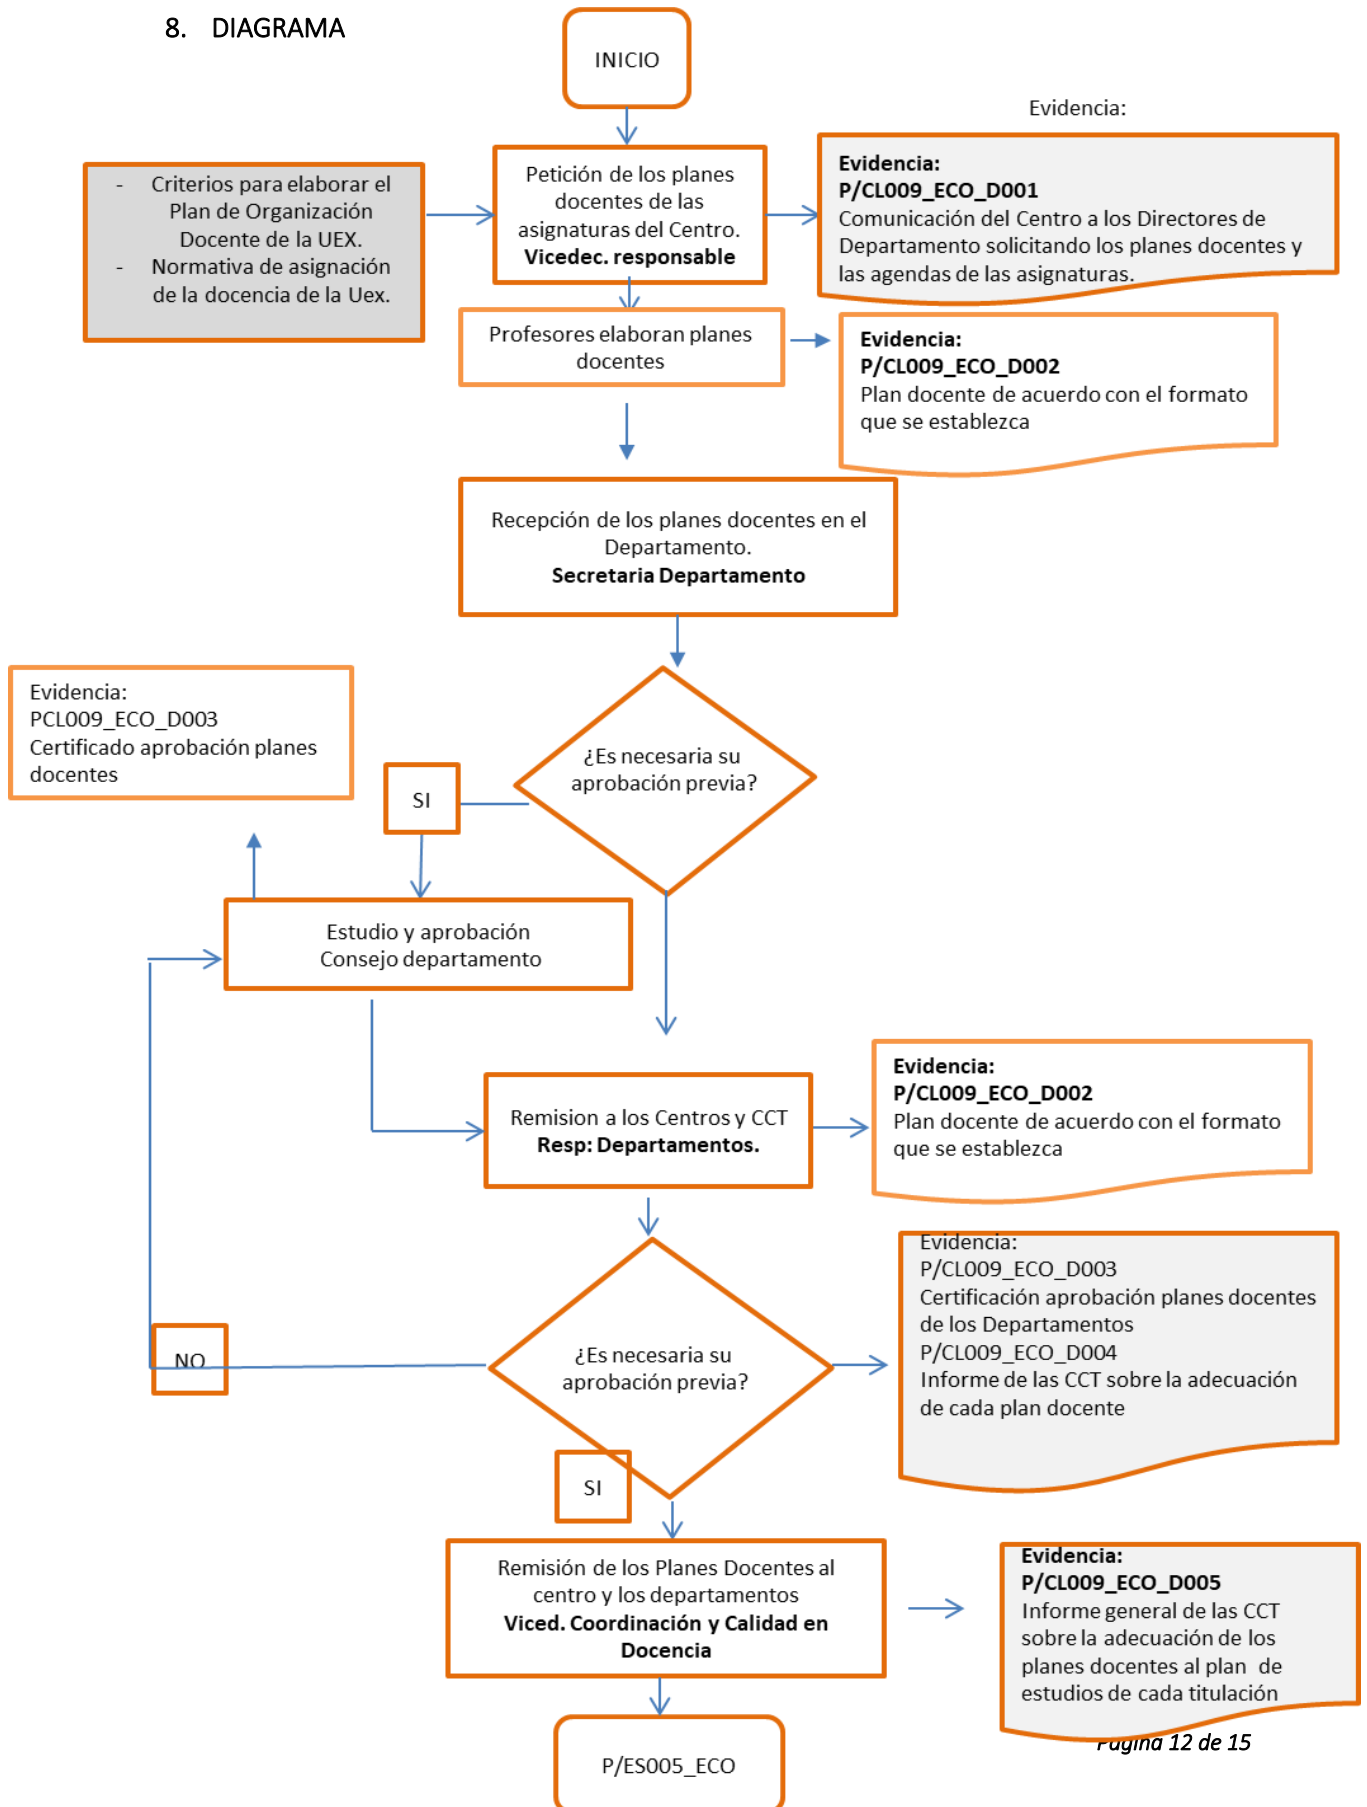 8. DIAGRAMA
INICIO
Evidencia:
- Criterios para elaborar el
Plan de Organización
Docente de la UEX.
- Normativa de asignación
de la docencia de la Uex.
Petición de los planes
docentes de las
asignaturas del Centro.
Vicedec. responsable
Evidencia:
P/CL009_ECO_D001
Comunicación del Centro a los Directores de
Departamento solicitando los planes docentes y
las agendas de las asignaturas.
Profesores elaboran planes
docentes
Evidencia:
P/CL009_ECO_D002
Plan docente de acuerdo con el formato
que se establezca
Recepción de los planes docentes en el
Departamento.
Secretaria Departamento
Evidencia:
PCL009_ECO_D003
Certificado aprobación planes
docentes
¿Es necesaria su
aprobación previa?
SI
Estudio y aprobación
Consejo departamento
Remision a los Centros y CCT
Resp: Departamentos.
Evidencia:
P/CL009_ECO_D002
Plan docente de acuerdo con el formato
que se establezca
Evidencia:
P/CL009_ECO_D003
Certificación aprobación planes docentes
de los Departamentos
P/CL009_ECO_D004
Informe de las CCT sobre la adecuación
de cada plan docente
NO
¿Es necesaria su
aprobación previa?
SI
Remisión de los Planes Docentes al
centro y los departamentos
Viced. Coordinación y Calidad en
Docencia
Evidencia:
P/CL009_ECO_D005
Informe general de las CCT
sobre la adecuación de los
planes docentes al plan de
estudios de cada titulación
P/ES005_ECO
Página 12 de 15